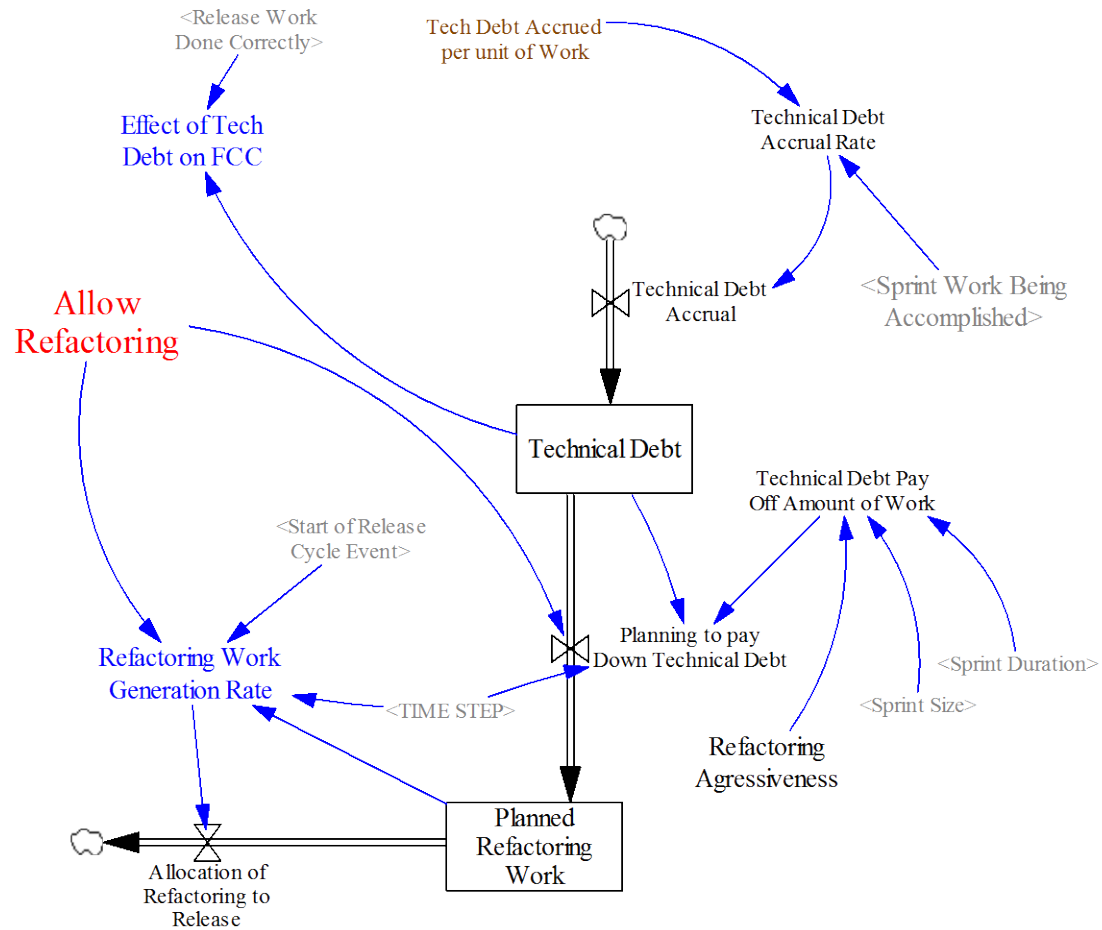 <Release Work
Done Correctly>
Tech Debt Accrued
per unit of Work
Effect of Tech
Debt on FCC
Technical Debt
Accrual Rate
Allow
Refactoring
Technical Debt
Accrual
<Sprint Work Being
Accomplished>
Technical Debt
Technical Debt Pay
Off Amount of Work
<Start of Release
Cycle Event>
Refactoring Work
Generation Rate
Planning to pay
Down Technical Debt
<Sprint Duration>
<TIME STEP>
<Sprint Size>
Refactoring
Agressiveness
Planned
Refactoring
Work
Allocation of
Refactoring to
Release